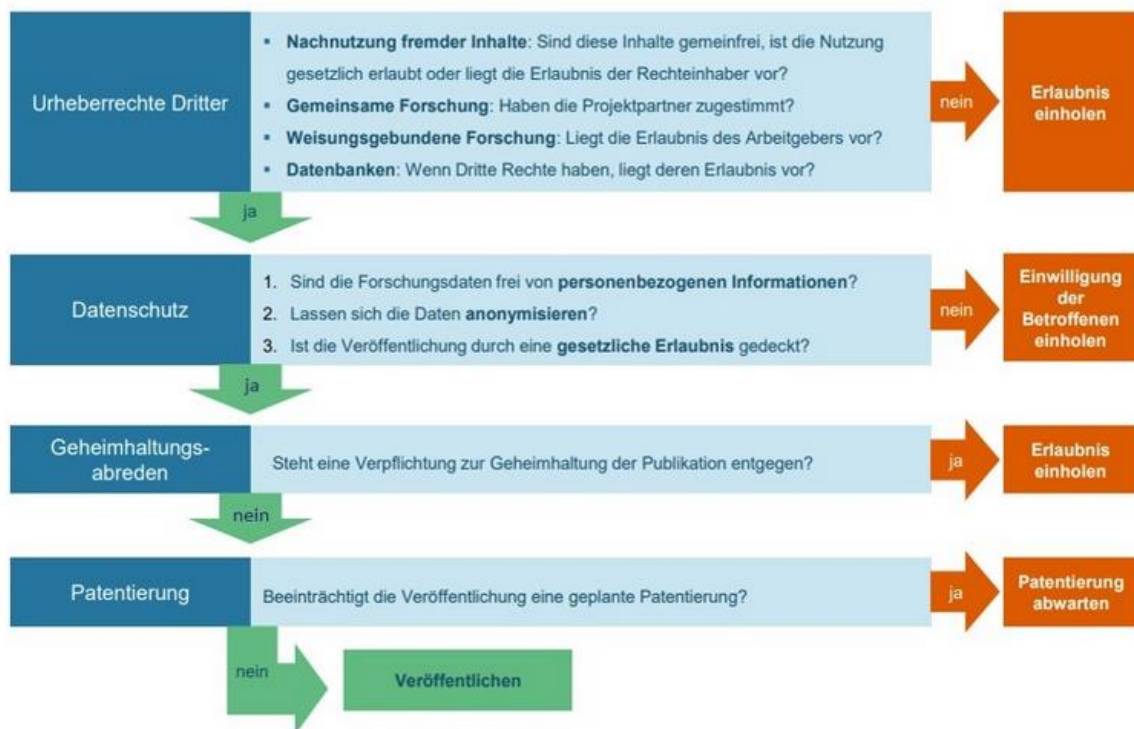 Urheberrechte Dritter
▪ Nachnutzung fremder Inhalte: Sind diese Inhalte gemeinfrei, ist die Nutzung
gesetzlich erlaubt oder liegt die Erlaubnis der Rechteinhaber vor?
▪ Gemeinsame Forschung: Haben die Projektpartner zugestimmt?
▪ Weisungsgebundene Forschung: Liegt die Erlaubnis des Arbeitgebers vor?
▪ Datenbanken: Wenn Dritte Rechte haben, liegt deren Erlaubnis vor?
nein
Erlaubnis
einholen
ja
Datenschutz
1. Sind die Forschungsdaten frei von personenbezogenen Informationen?
2. Lassen sich die Daten anonymisieren?
3. Ist die Veröffentlichung durch eine gesetzliche Erlaubnis gedeckt?
nein
Einwilligung
der
Betroffenen
einholen
ja
Geheimhaltungs-
abreden
Steht eine Verpflichtung zur Geheimhaltung der Publikation entgegen?
ja
Erlaubnis
einholen
nein
Patentierung
Beeinträchtigt die Veröffentlichung eine geplante Patentierung?
ja
Patentierung
abwarten
nein
Veröffentlichen